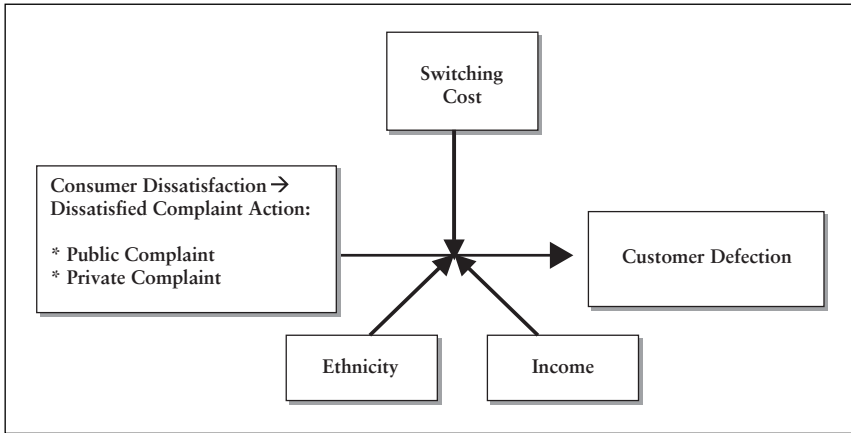 Switching
Cost
Consumer Dissatisfaction →
Dissatisfied Complaint Action:
* Public Complaint
* Private Complaint
Customer Defection
Ethnicity
Income